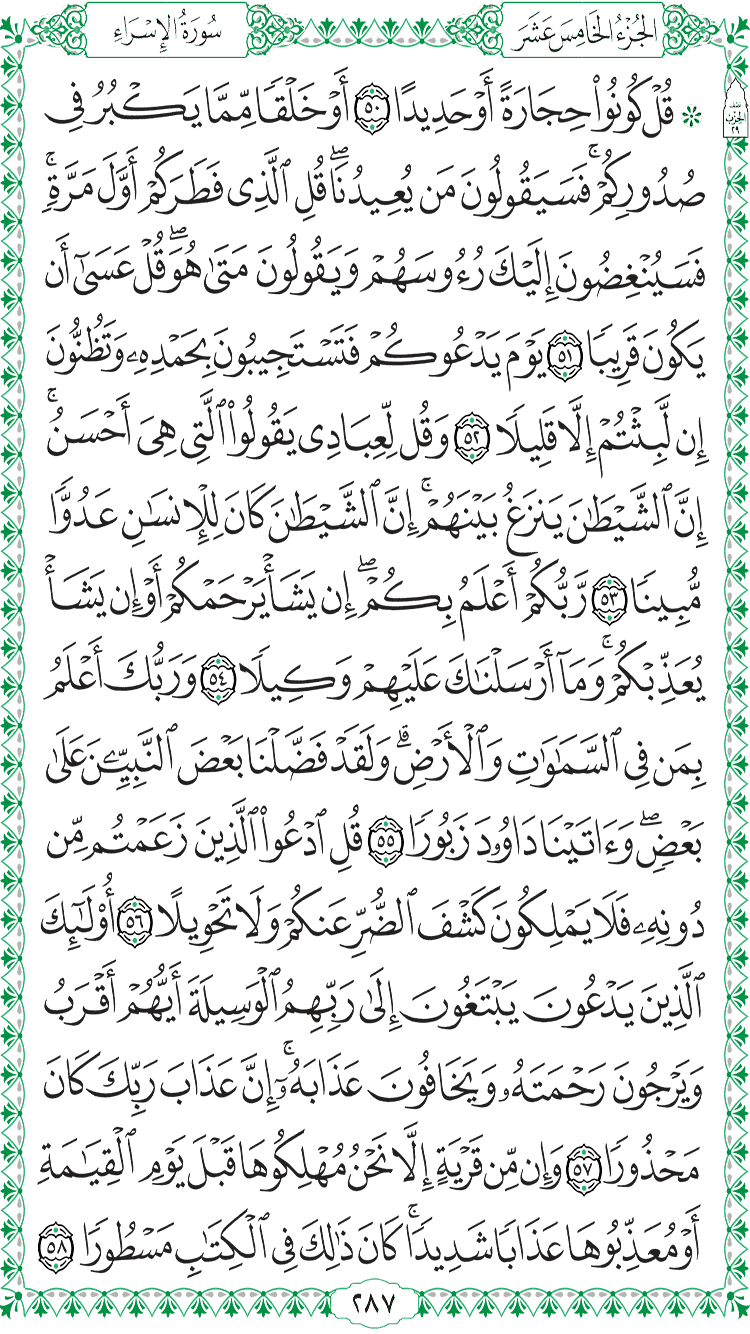 الجُزْءُ الخَامِسَ عَشَرَ
سُورَةُ الإِسْرَاءِ
نصف
الحزب
٢٩
۞ قُلْ كُونُوا۟ حِجَارَةً أَوْ حَدِيدًا ٥٠ أَوْ خَلْقًا مِّمَّا يَكْبُرُ فِى
صُدُورِكُمْ ۚ فَسَيَقُولُونَ مَن يُعِيدُنَا ۖ قُلِ ٱلَّذِى فَطَرَكُمْ أَوَّلَ مَرَّةٍ ۚ
فَسَيُنْغِضُونَ إِلَيْكَ رُءُوسَهُمْ وَيَقُولُونَ مَتَىٰ هُوَ ۖ قُلْ عَسَىٰٓ أَن
يَكُونَ قَرِيبًا ٥١ يَوْمَ يَدْعُوكُمْ فَتَسْتَجِيبُونَ بِحَمْدِهِۦ وَتَظُنُّونَ
إِن لَّبِثْتُمْ إِلَّا قَلِيلًا ٥٢ وَقُل لِّعِبَادِى يَقُولُوا۟ ٱلَّتِى هِىَ أَحْسَنُ ۚ
إِنَّ ٱلشَّيْطَٰنَ يَنزَغُ بَيْنَهُمْ ۚ إِنَّ ٱلشَّيْطَٰنَ كَانَ لِلْإِنسَٰنِ عَدُوًّا
مُّبِينًا ٥٣ رَّبُّكُمْ أَعْلَمُ بِكُمْ ۖ إِن يَشَأْ يَرْحَمْكُمْ أَوْ إِن يَشَأْ
يُعَذِّبْكُمْ ۚ وَمَآ أَرْسَلْنَٰكَ عَلَيْهِمْ وَكِيلًا ٥٤ وَرَبُّكَ أَعْلَمُ
بِمَن فِى ٱلسَّمَٰوَٰتِ وَٱلْأَرْضِ ۗ وَلَقَدْ فَضَّلْنَا بَعْضَ ٱلنَّبِيِّـۧنَ عَلَىٰ
بَعْضٍ ۖ وَءَاتَيْنَا دَاوُۥدَ زَبُورًا ٥٥ قُلِ ٱدْعُوا۟ ٱلَّذِينَ زَعَمْتُم مِّن
دُونِهِۦ فَلَا يَمْلِكُونَ كَشْفَ ٱلضُّرِّ عَنكُمْ وَلَا تَحْوِيلًا ٥٦ أُو۟لَٰٓئِكَ
ٱلَّذِينَ يَدْعُونَ يَبْتَغُونَ إِلَىٰ رَبِّهِمُ ٱلْوَسِيلَةَ أَيُّهُمْ أَقْرَبُ
وَيَرْجُونَ رَحْمَتَهُۥ وَيَخَافُونَ عَذَابَهُۥٓ ۚ إِنَّ عَذَابَ رَبِّكَ كَانَ
مَحْذُورًا ٥٧ وَإِن مِّن قَرْيَةٍ إِلَّا نَحْنُ مُهْلِكُوهَا قَبْلَ يَوْمِ ٱلْقِيَٰمَةِ
أَوْ مُعَذِّبُوهَا عَذَابًا شَدِيدًا ۚ كَانَ ذَٰلِكَ فِى ٱلْكِتَٰبِ مَسْطُورًا ٥٨
٢٨٧